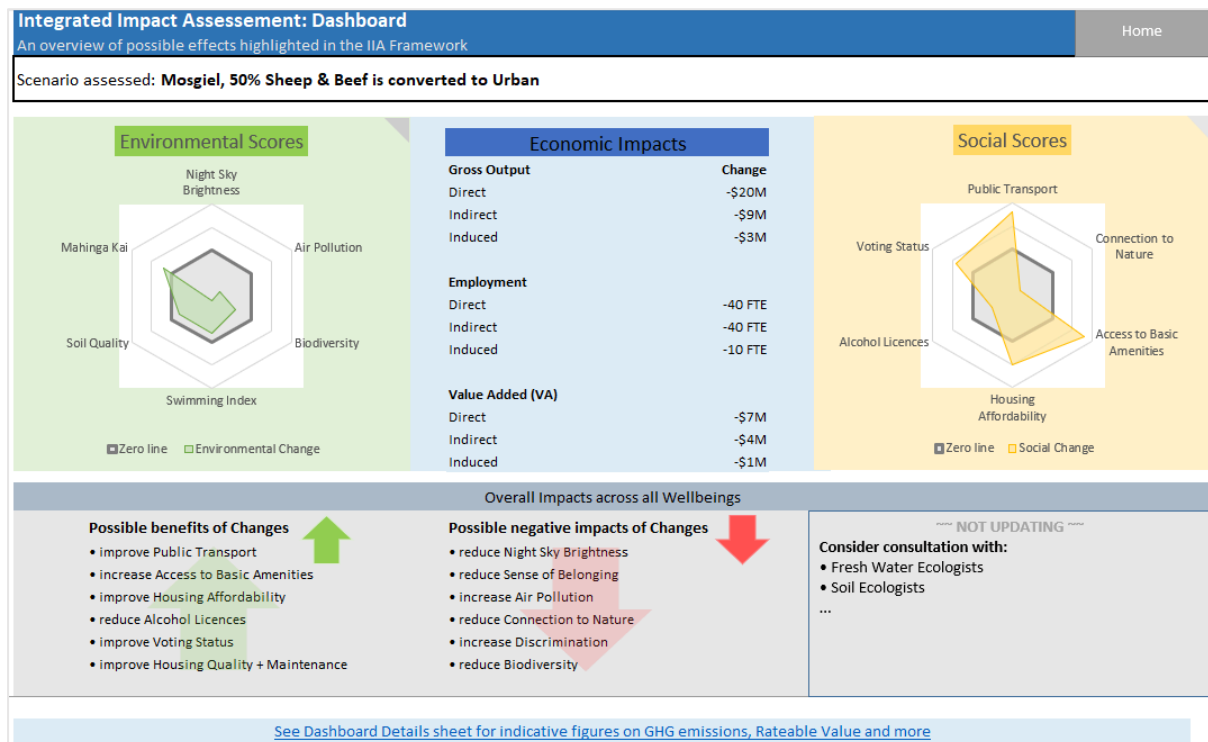 Integrated Impact Assessement: Dashboard
Home
An overview of possible effects highlighted in the IIA Framework
Scenario assessed: Mosgiel, 50% Sheep & Beef is converted to Urban
Environmental Scores
Night Sky
Brightness
Mahinga Kai
Air Pollution
Soil Quality
Biodiversity
Swimming Index
Zero line
Environmental Change
Economic Impacts
Gross Output Change
Direct -$20M
Indirect -$9M
Induced -$3M
Employment
Direct -40 FTE
Indirect -40 FTE
Induced -10 FTE
Value Added (VA)
Direct -$7M
Indirect -$4M
Induced -$1M
Social Scores
Public Transport
Voting Status
Connection to
Nature
Alcohol Licences
Access to Basic
Amenities
Housing
Affordability
Zero line
Social Change
Overall Impacts across all Wellbeings
Possible benefits of Changes
• improve Public Transport
• increase Access to Basic Amenities
• improve Housing Affordability
• reduce Alcohol Licences
• improve Voting Status
• improve Housing Quality + Maintenance
Possible negative impacts of Changes
• reduce Night Sky Brightness
• reduce Sense of Belonging
• increase Air Pollution
• reduce Connection to Nature
• increase Discrimination
• reduce Biodiversity
~~ NOT UPDATING ~~
Consider consultation with:
• Fresh Water Ecologists
• Soil Ecologists
...
See Dashboard Details sheet for indicative figures on GHG emissions, Rateable Value and more